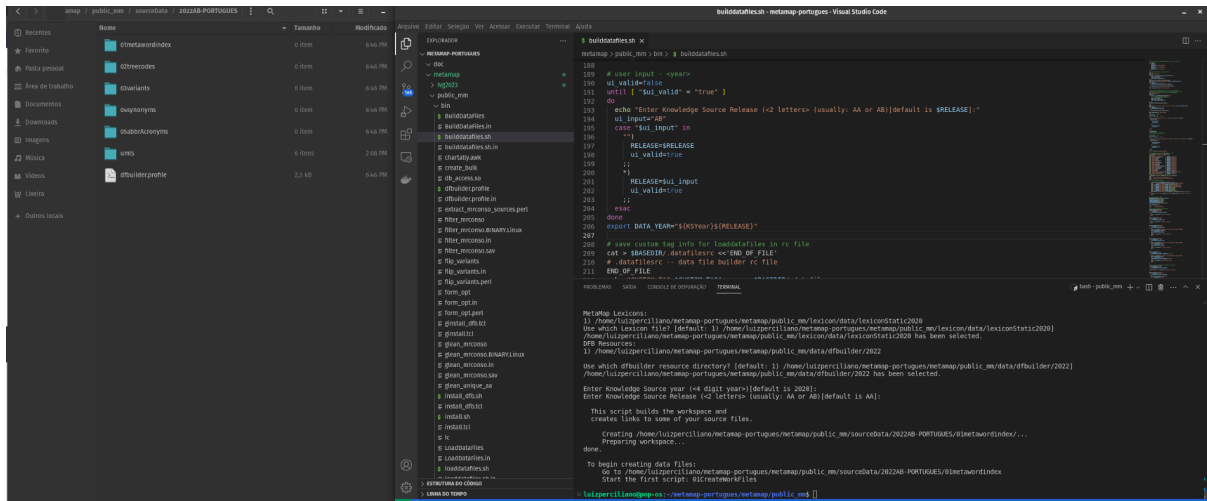 amap / public_mm / sourceData / 2022AB-PORTUGUES
Recentes
Favorito
Pasta pessoal
Área de trabalho
Documentos
Downloads
Imagens
Música
Vídeos
Lixeira
+ Outros locais
Nome Tamanho Modificado
01metawordindex 0 item 6:46 PM
02treecodes 0 item 6:46 PM
03variants 0 item 6:46 PM
04synonyms 0 item 6:46 PM
05abbrAcronyms 0 item 6:46 PM
umls 6 itens 2:08 PM
dfbuilder.profile 2,3 kB 6:46 PM
builddatafiles.sh - metamap-portugues - Visual Studio Code
Arquivo Editar Seleção Ver Acessar Executar Terminal Ajuda
EXPLORADOR
METAMAP-PORTUGUES
doc
metamap
lvg2023
public_mm
bin
BuildDataFiles
BuildDataFiles.in
builddatafiles.sh
builddatafiles.sh.in
chartally.awk
create_bulk
db_access.so
dfbuilder.profile
dfbuilder.profile.in
extract_mrconso_sources.perl
filter_mrconso
filter_mrconso.BINARY.Linux
filter_mrconso.in
filter_mrconso.sav
flip_variants
flip_variants.in
flip_variants.perl
form_opt
form_opt.in
form_opt.perl
ginstall_dfb.tcl
ginstall.tcl
glean_mrconso
glean_mrconso.BINARY.Linux
glean_mrconso.in
glean_mrconso.sav
glean_unique_aa
install_dfb.sh
install_dfb.tcl
install.sh
install.tcl
lc
LoadDataFiles
LoadDataFiles.in
loaddatafiles.sh
ESTRUTURA DO CÓDIGO
LINHA DO TEMPO
$ builddatafiles.sh ×
metamap > public_mm > bin > $ builddatafiles.sh
188
189 # user input - <year>
190 ui_valid=false
191 until [ "$ui_valid" = "true" ]
192 do
193 echo "Enter Knowledge Source Release (<2 letters> (usually: AA or AB)[default is $RELEASE]:"
194 ui_input="AB"
195 case "$ui_input" in
196 "")
197 RELEASE=$RELEASE
198 ui_valid=true
199 ;;
200 *)
201 RELEASE=$ui_input
202 ui_valid=true
203 ;;
204 esac
205 done
206 export DATA_YEAR="${KSYear}${RELEASE}"
207
208 # save custom tag info for loaddatafiles in rc file
209 cat > $BASEDIR/.datafilesrc <<'END_OF_FILE'
210 # .datafilesrc -- data file builder rc file
211 END_OF_FILE
PROBLEMAS SAÍDA CONSOLE DE DEPURAÇÃO TERMINAL
bash - public_mm
MetaMap Lexicons:
1) /home/luizperciliano/metamap-portugues/metamap/public_mm/lexicon/data/lexiconStatic2020
Use which Lexicon file? [default: 1) /home/luizperciliano/metamap-portugues/metamap/public_mm/lexicon/data/lexiconStatic2020]
/home/luizperciliano/metamap-portugues/metamap/public_mm/lexicon/data/lexiconStatic2020 has been selected.
DFB Resources:
1) /home/luizperciliano/metamap-portugues/metamap/public_mm/data/dfbuilder/2022
Use which dfbuilder resource directory? [default: 1) /home/luizperciliano/metamap-portugues/metamap/public_mm/data/dfbuilder/2022]
/home/luizperciliano/metamap-portugues/metamap/public_mm/data/dfbuilder/2022 has been selected.
Enter Knowledge Source year (<4 digit year>)[default is 2020]:
Enter Knowledge Source Release (<2 letters> (usually: AA or AB)[default is AA]:
This script builds the workspace and
creates links to some of your source files.
Creating /home/luizperciliano/metamap-portugues/metamap/public_mm/sourceData/2022AB-PORTUGUES/01metawordindex/...
Preparing workspace...
done.
To begin creating data files:
Go to /home/luizperciliano/metamap-portugues/metamap/public_mm/sourceData/2022AB-PORTUGUES/01metawordindex
Start the first script: 01CreateWorkFiles
luizperciliano@pop-os:~/metamap-portugues/metamap/public_mm$